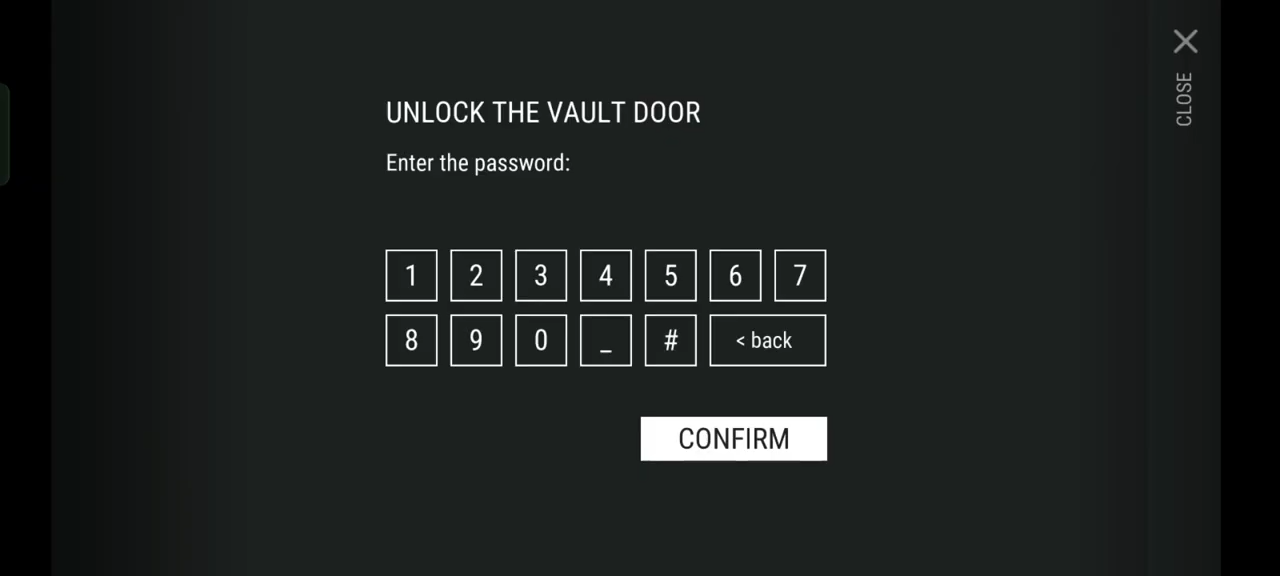 CLOSE
UNLOCK THE VAULT DOOR
Enter the password:
1 2 3 4 5 6 7
8 9 0 _ # < back
CONFIRM